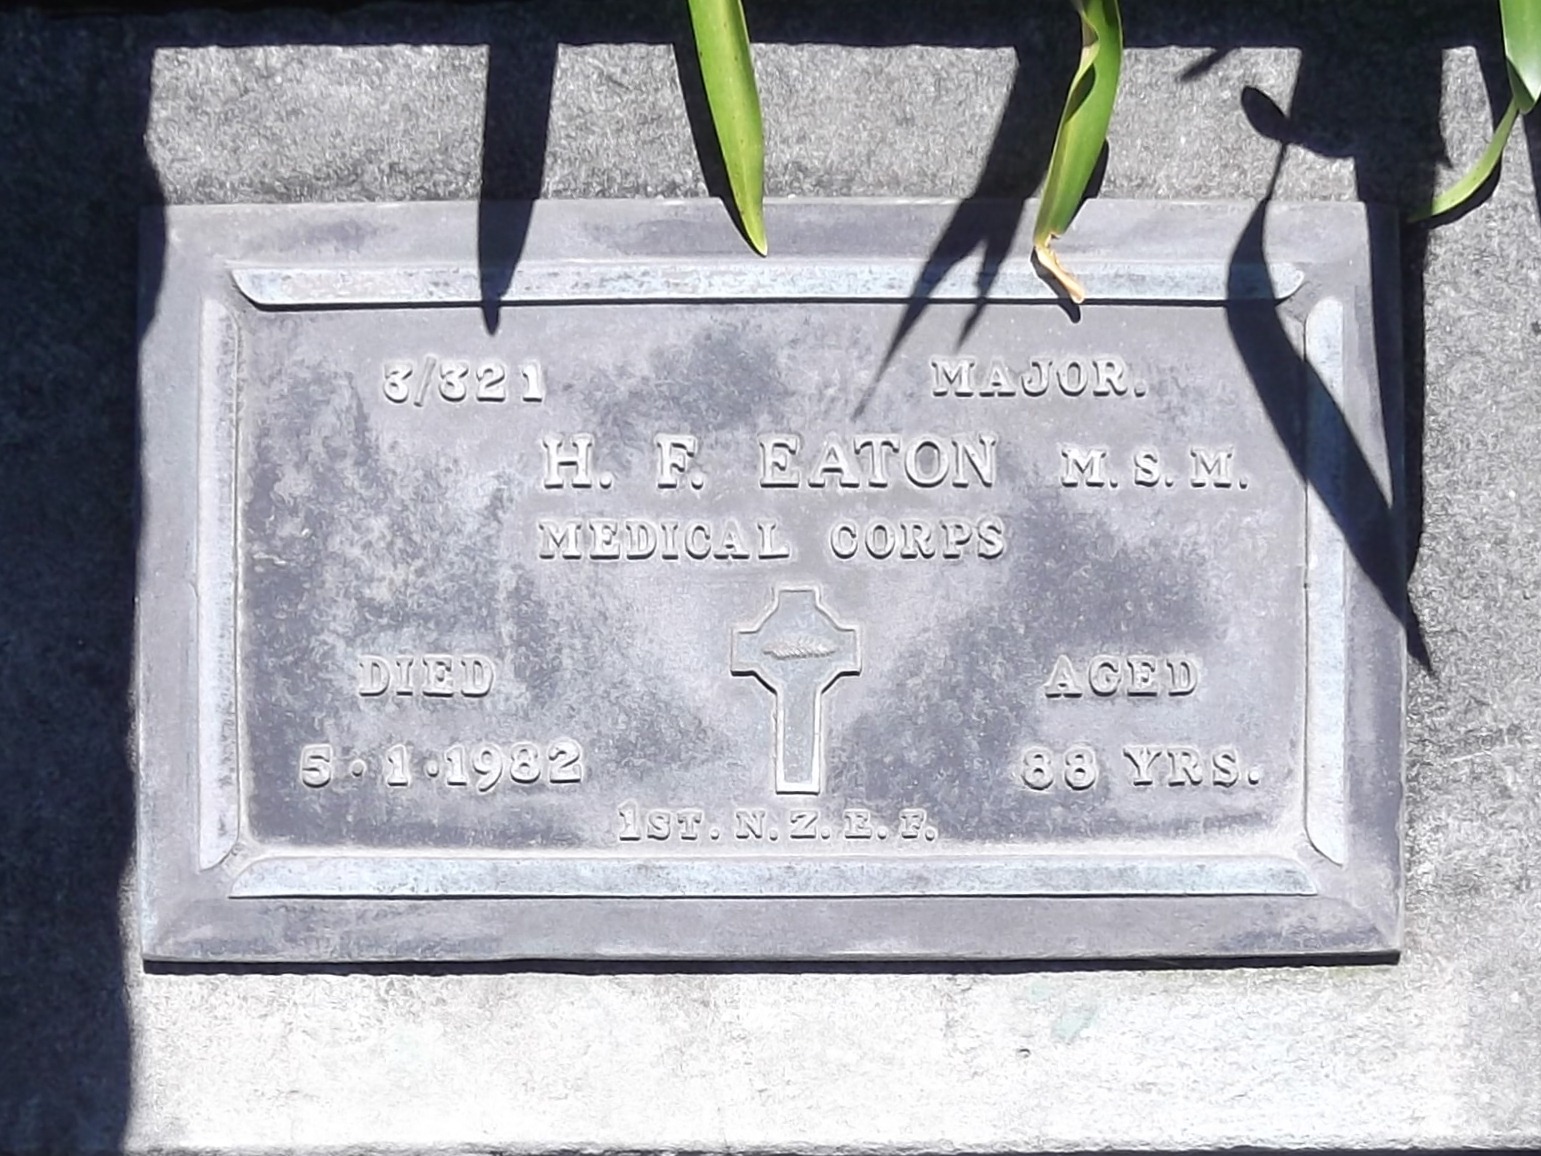 3/321 MAJOR.
H. F. EATON M.S.M.
MEDICAL CORPS
DIED AGED
5·1·1982 88 YRS.
1ST. N.Z.E.F.